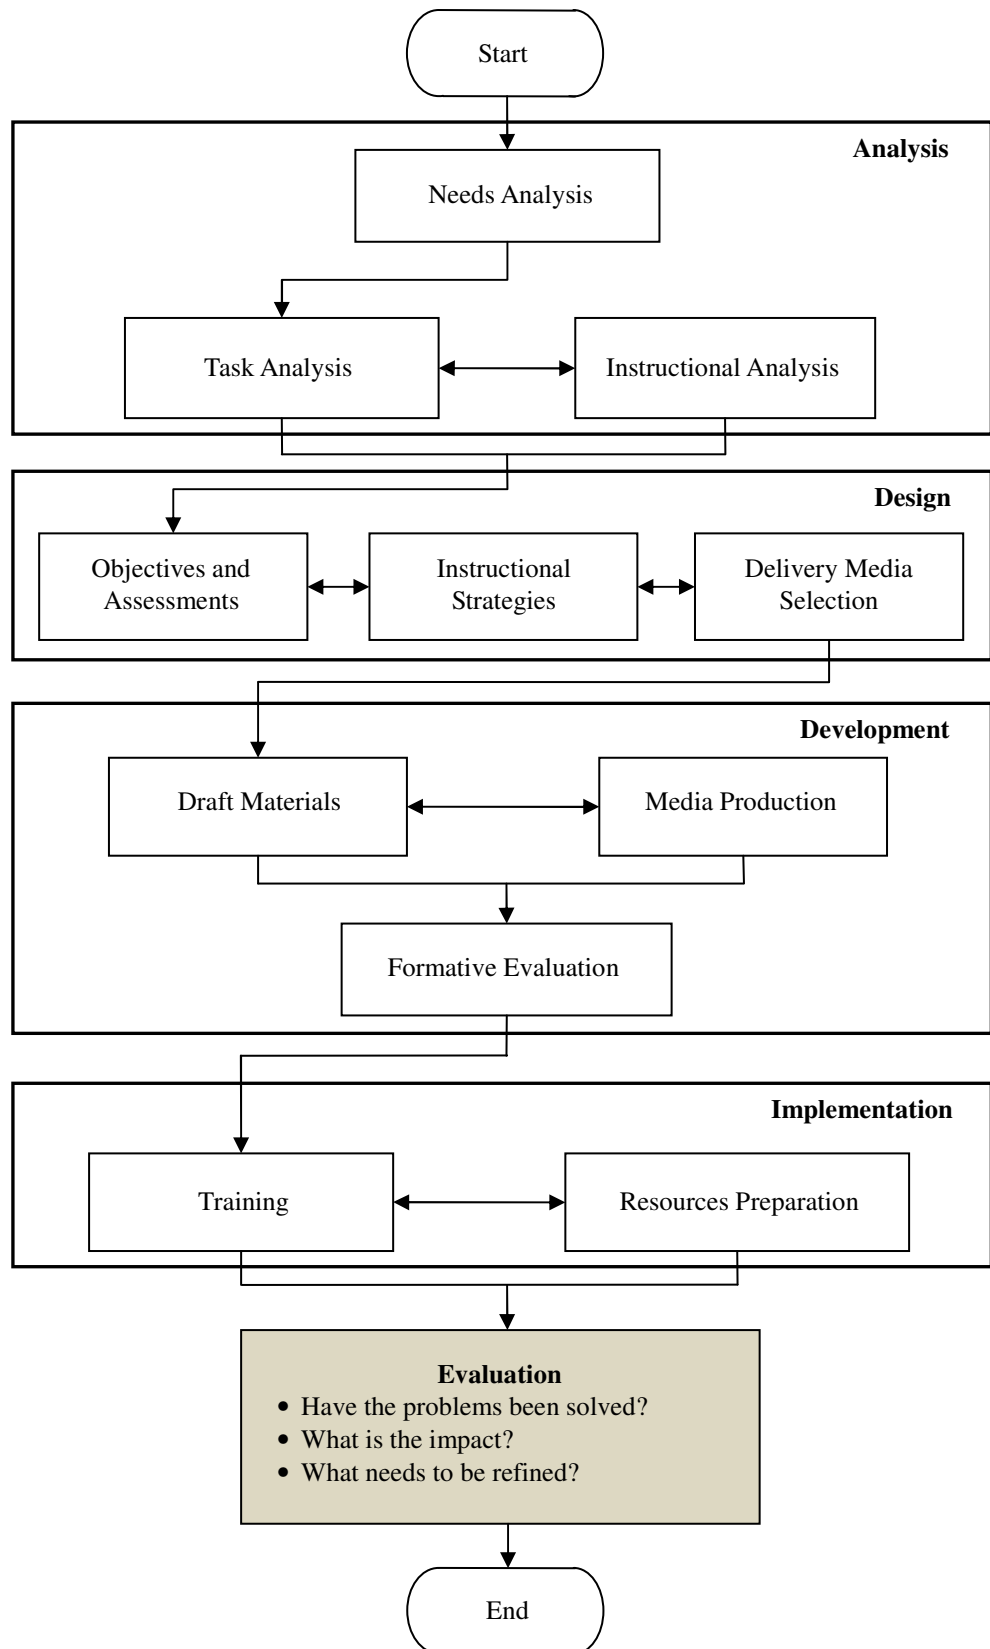 Start
Analysis
Needs Analysis
Task Analysis
Instructional Analysis
Design
Objectives and
Assessments
Instructional
Strategies
Delivery Media
Selection
Development
Draft Materials
Media Production
Formative Evaluation
Implementation
Training
Resources Preparation
Evaluation
• Have the problems been solved?
• What is the impact?
• What needs to be refined?
End